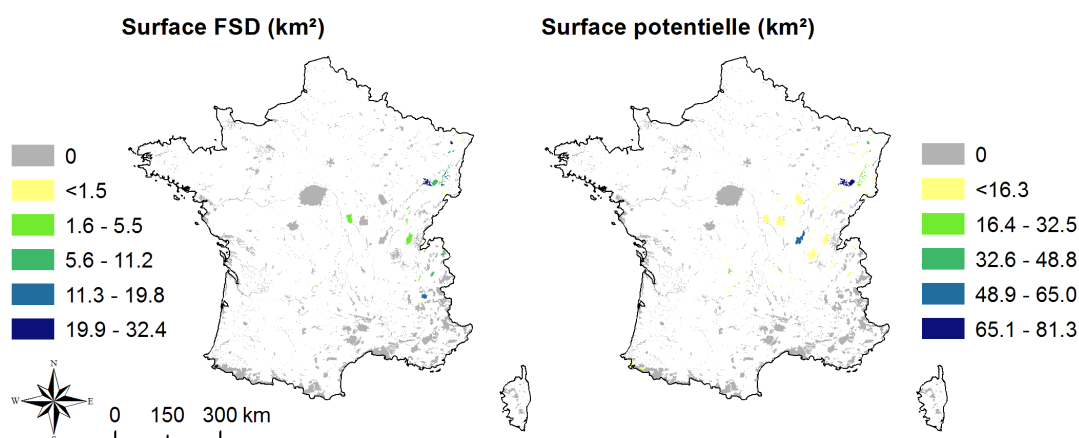 Surface FSD (km²)
Surface potentielle (km²)
0
<1.5
1.6 - 5.5
5.6 - 11.2
11.3 - 19.8
19.9 - 32.4
0
<16.3
16.4 - 32.5
32.6 - 48.8
48.9 - 65.0
65.1 - 81.3
N
W E
0 150 300 km